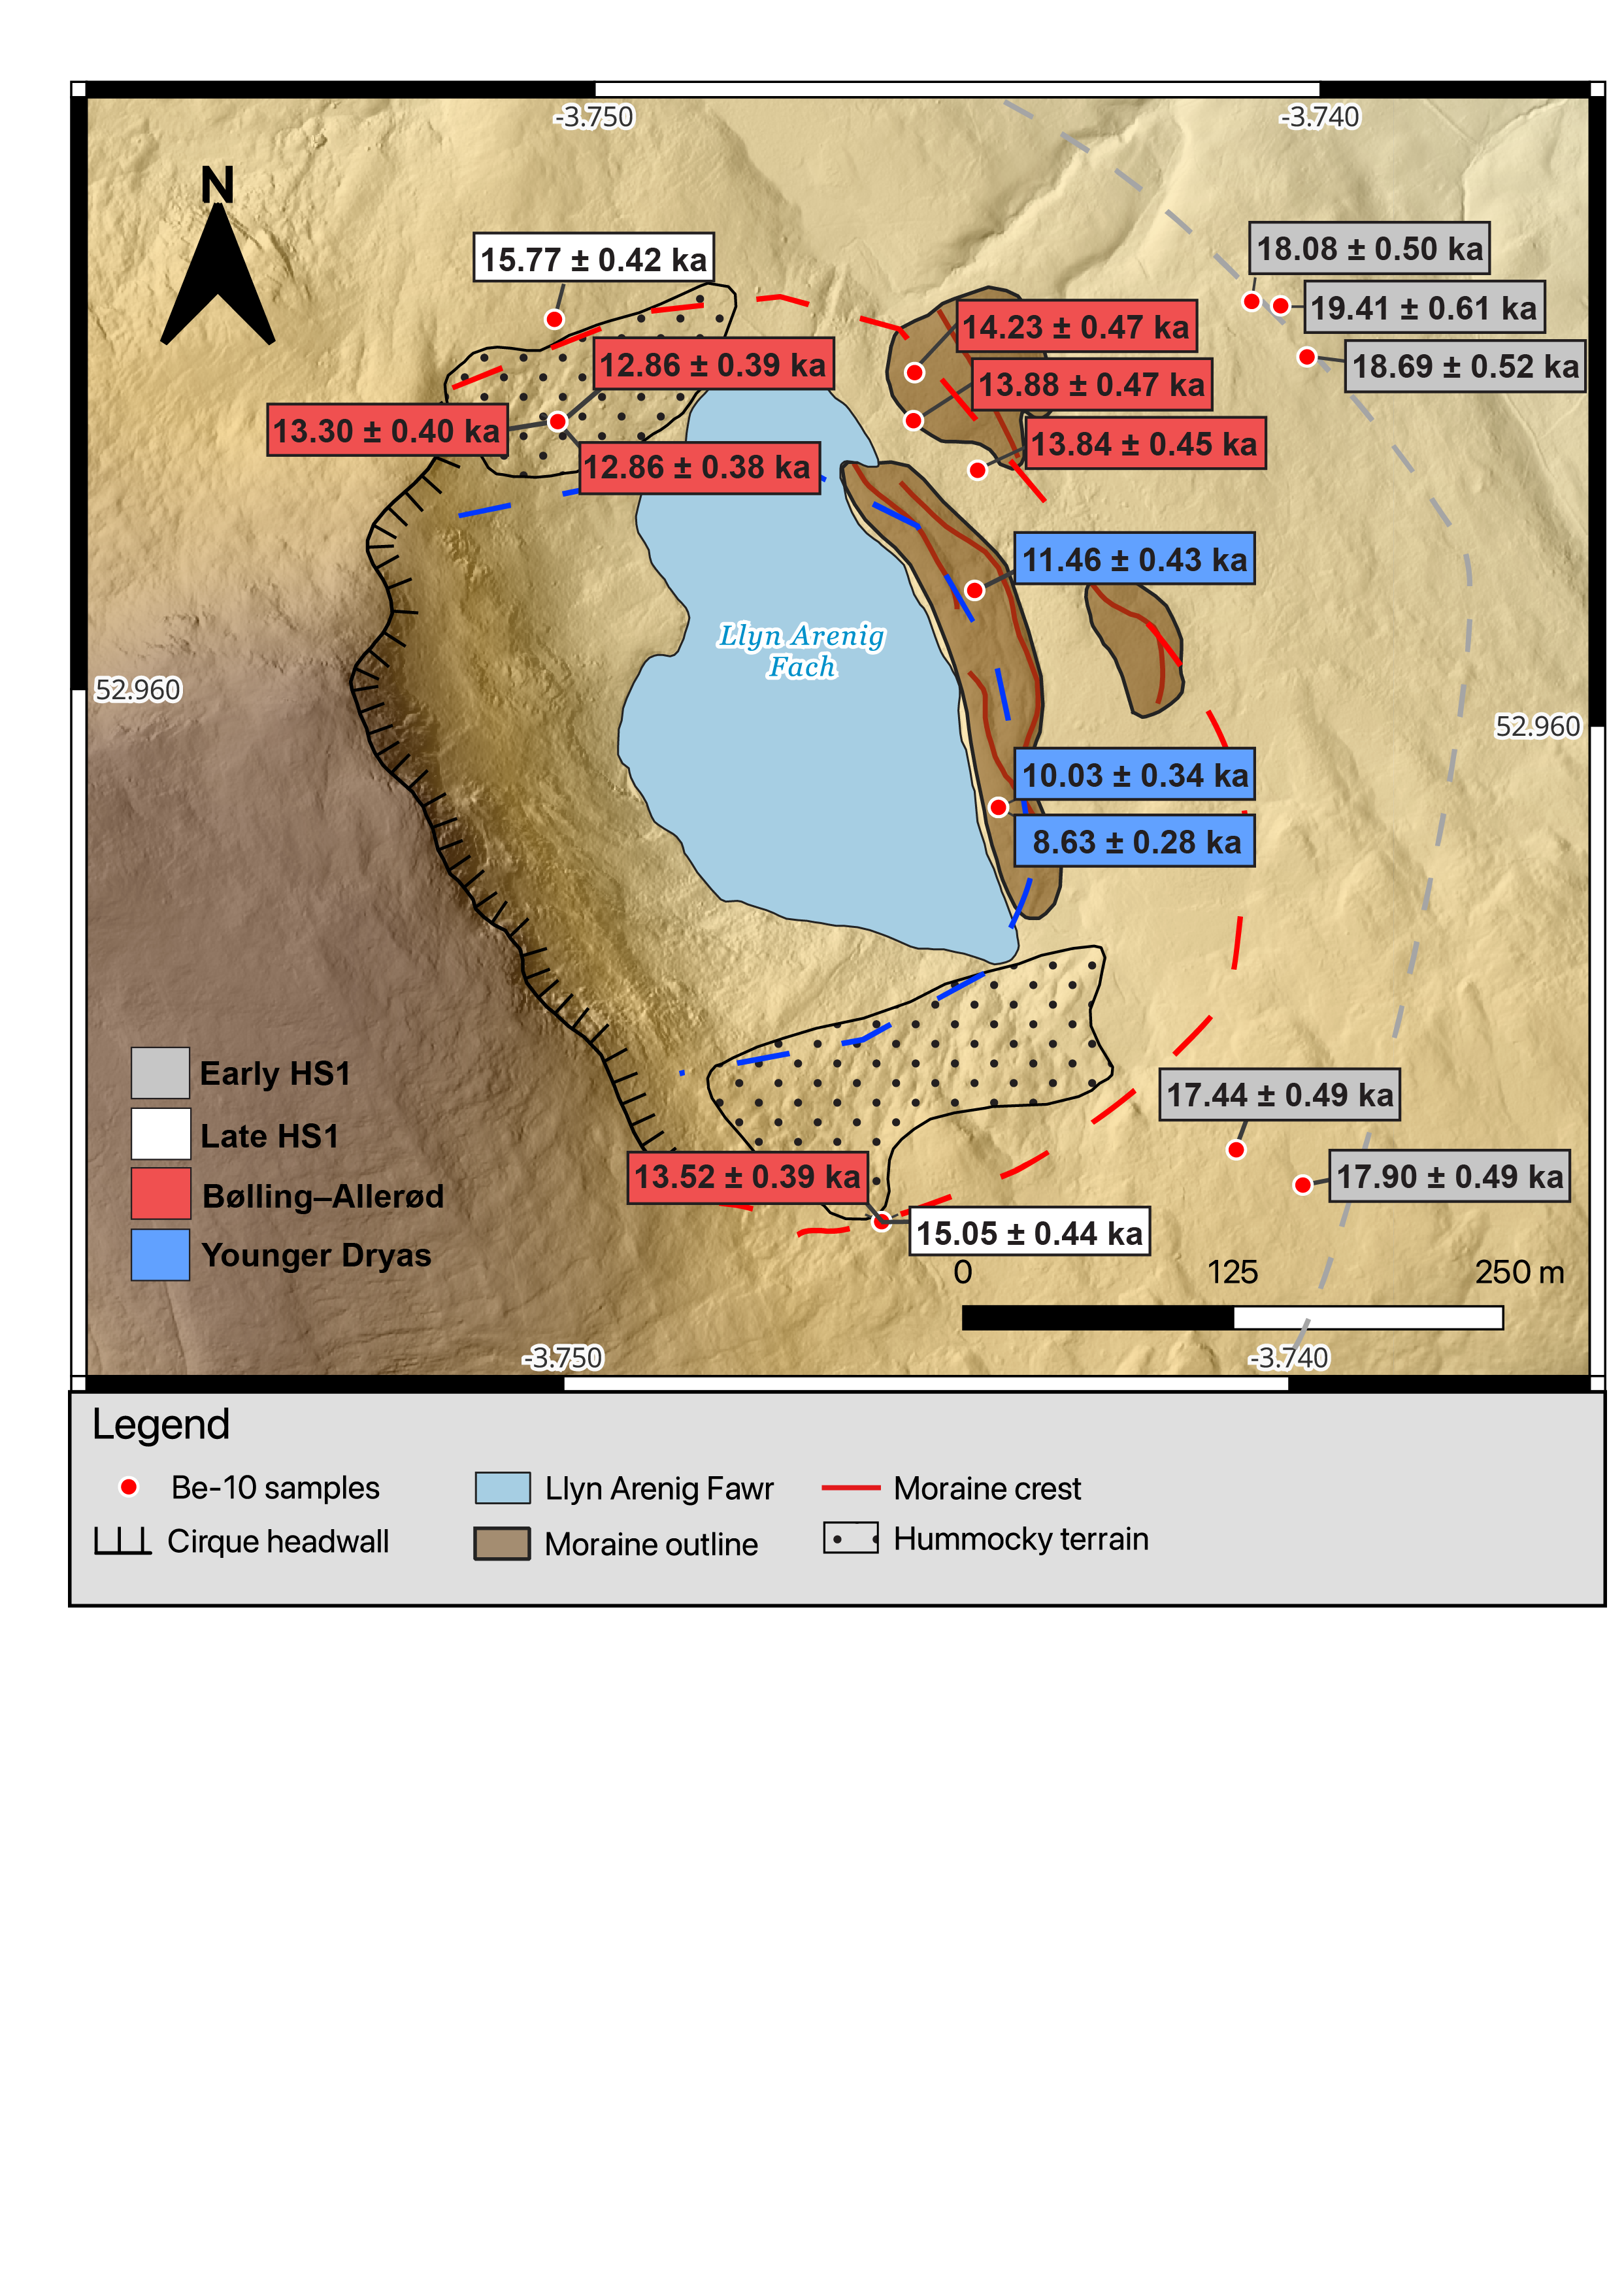 -3.750
-3.740
N
15.77 ± 0.42 ka
18.08 ± 0.50 ka
19.41 ± 0.61 ka
18.69 ± 0.52 ka
14.23 ± 0.47 ka
12.86 ± 0.39 ka
13.88 ± 0.47 ka
13.30 ± 0.40 ka
13.84 ± 0.45 ka
12.86 ± 0.38 ka
11.46 ± 0.43 ka
Llyn Arenig
Fach
52.960
52.960
10.03 ± 0.34 ka
8.63 ± 0.28 ka
Early HS1
Late HS1
Bølling–Allerød
Younger Dryas
17.44 ± 0.49 ka
17.90 ± 0.49 ka
13.52 ± 0.39 ka
15.05 ± 0.44 ka
0 125 250 m
-3.750
-3.740
Legend
Be-10 samples
Llyn Arenig Fawr
Moraine crest
Cirque headwall
Moraine outline
Hummocky terrain